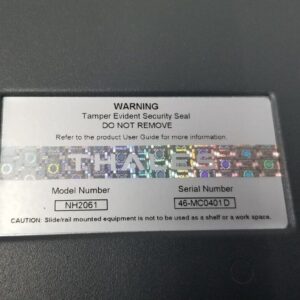 WARNING
Tamper Evident Security Seal
DO NOT REMOVE
Refer to the product User Guide for more information.
THALES
Model Number Serial Number
NH2061 46-MC0401D
CAUTION: Slide/rail mounted equipment is not to be used as a shelf or a work space.